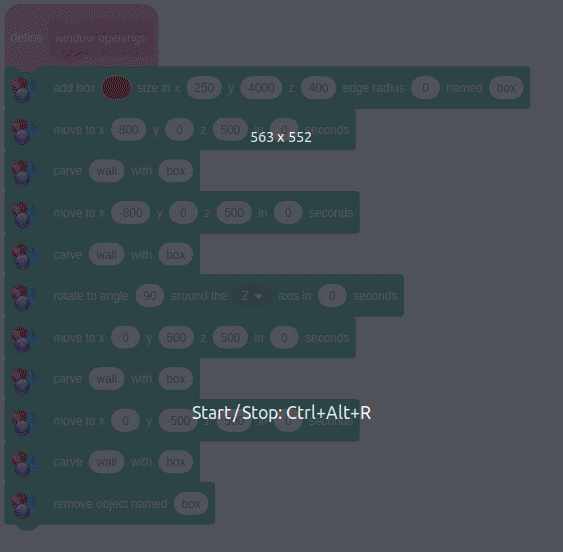 define window openings
add box size in x 250 y 4000 z 400 edge radius 0 named box
move to x 800 y 0 z 500 in 0 seconds
563 x 552
carve wall with box
move to x -800 y 0 z 500 in 0 seconds
carve wall with box
rotate to angle 90 around the Z axis in 0 seconds
move to x 0 y 500 z 500 in 0 seconds
carve wall with box
Start/Stop: Ctrl+Alt+R
move to x 0 y -500 z 500 in 0 seconds
carve wall with box
remove object named box